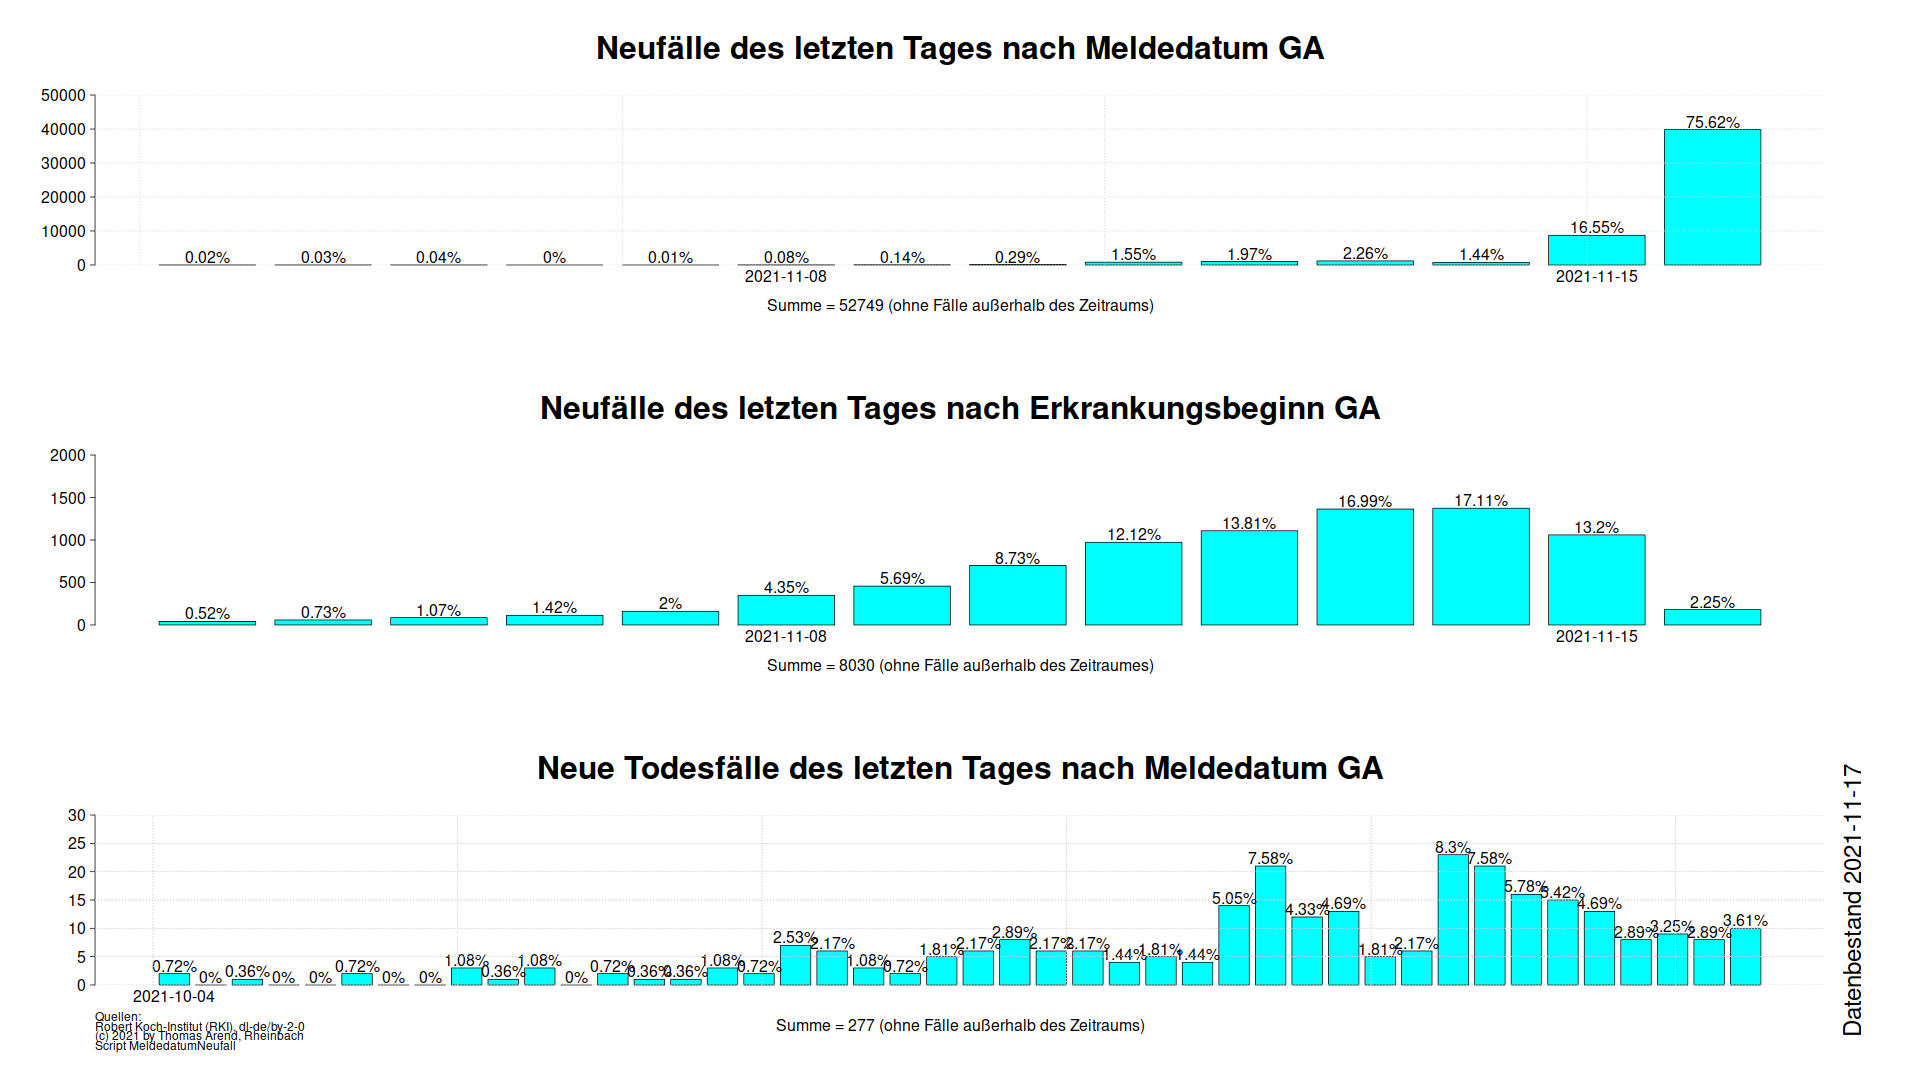 Neufälle des letzten Tages nach Meldedatum GA
50000
40000
30000
20000
10000
0
0.02% 0.03% 0.04% 0% 0.01% 0.08% 0.14% 0.29% 1.55% 1.97% 2.26% 1.44% 16.55% 75.62%
2021-11-08 2021-11-15
Summe = 52749 (ohne Fälle außerhalb des Zeitraums)
Neufälle des letzten Tages nach Erkrankungsbeginn GA
2000
1500
1000
500
0
0.52% 0.73% 1.07% 1.42% 2% 4.35% 5.69% 8.73% 12.12% 13.81% 16.99% 17.11% 13.2% 2.25%
2021-11-08 2021-11-15
Summe = 8030 (ohne Fälle außerhalb des Zeitraumes)
Neue Todesfälle des letzten Tages nach Meldedatum GA
30
25
20
15
10
5
0
0.72% 0% 0.36% 0% 0% 0.72% 0% 0% 1.08% 0.36% 1.08% 0% 0.72% 0.36% 0.36% 1.08% 0.72% 2.53% 2.17% 1.08% 0.72% 1.81% 2.17% 2.89% 2.17% 2.17% 1.44% 1.81% 1.44% 5.05% 7.58% 4.33% 4.69% 1.81% 2.17% 8.3% 7.58% 5.78% 5.42% 4.69% 2.89% 3.25% 2.89% 3.61%
2021-10-04
Summe = 277 (ohne Fälle außerhalb des Zeitraums)
Quellen:
Robert Koch-Institut (RKI), dl-de/by-2-0
(c) 2021 by Thomas Arend, Rheinbach
Script MeldedatumNeufall
Datenbestand 2021-11-17